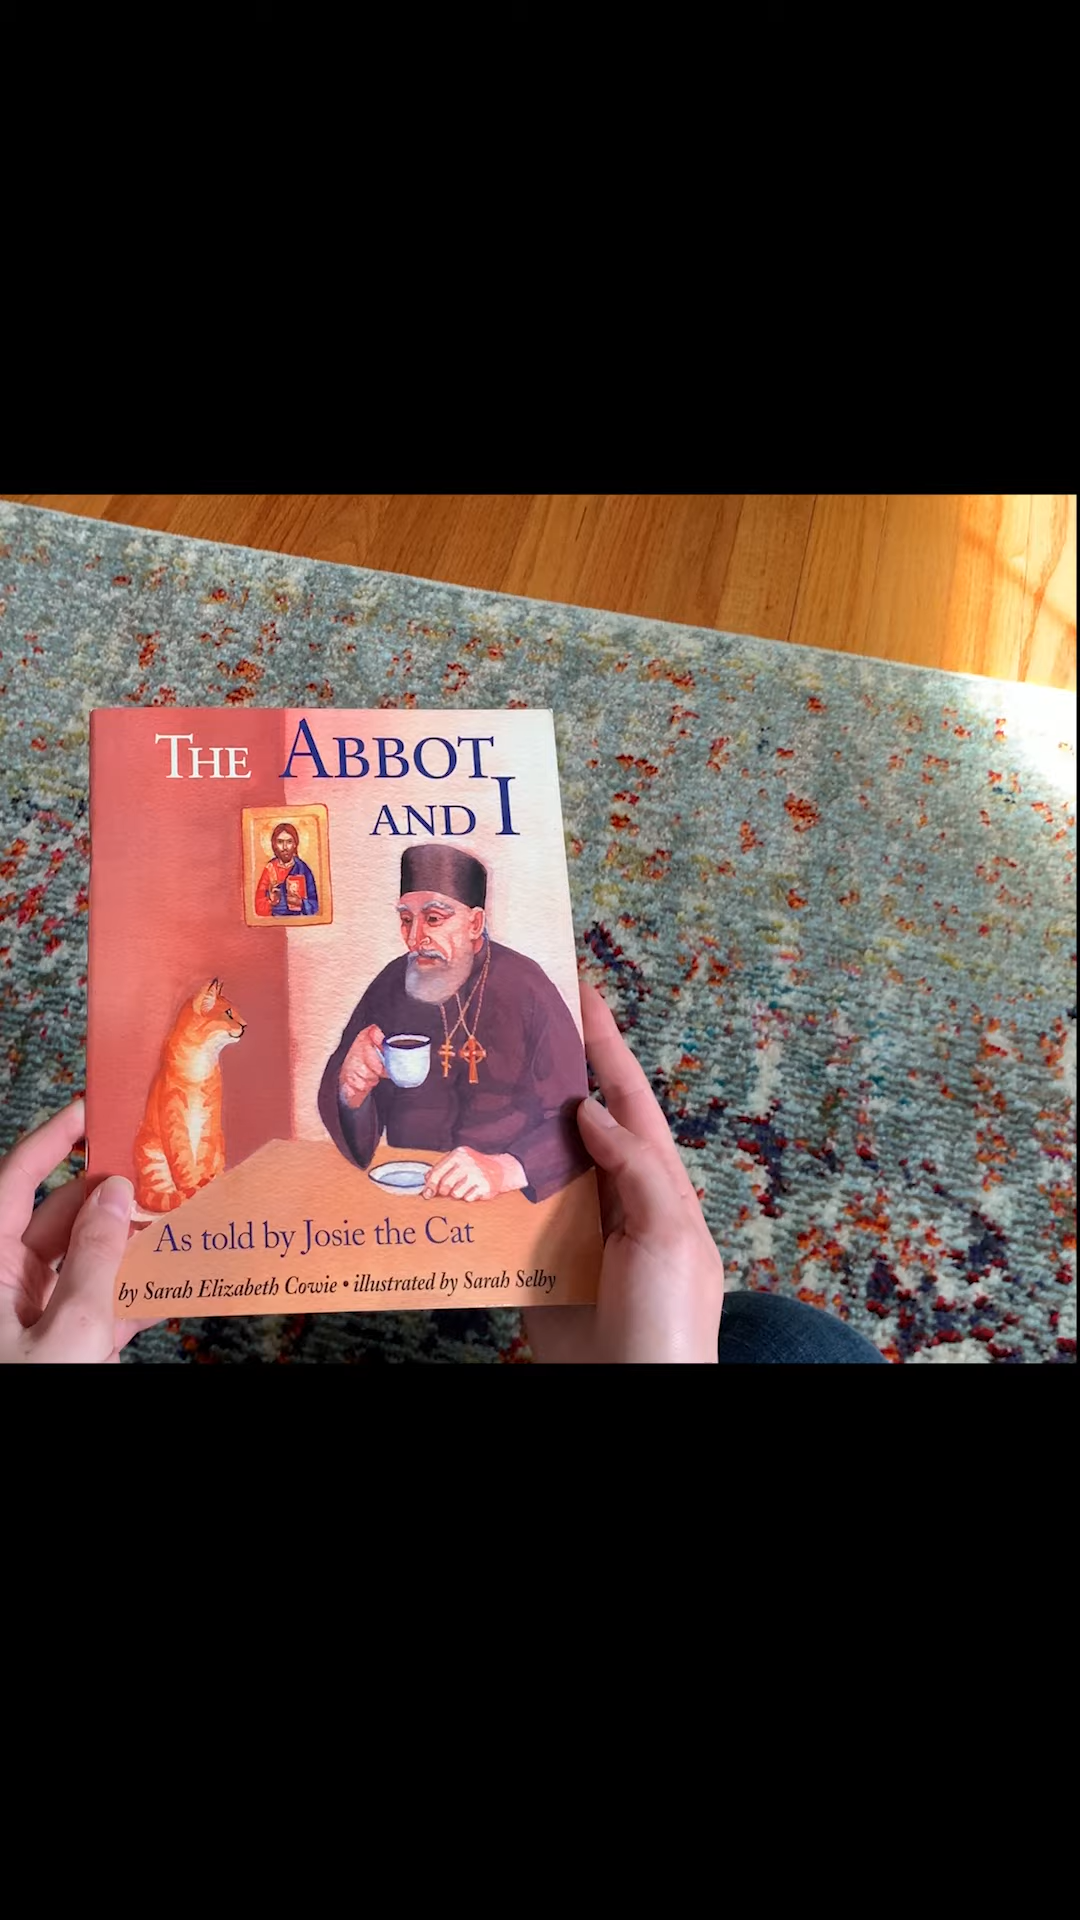 THE ABBOT
AND I
As told by Josie the Cat
by Sarah Elizabeth Cowie • illustrated by Sarah Selby